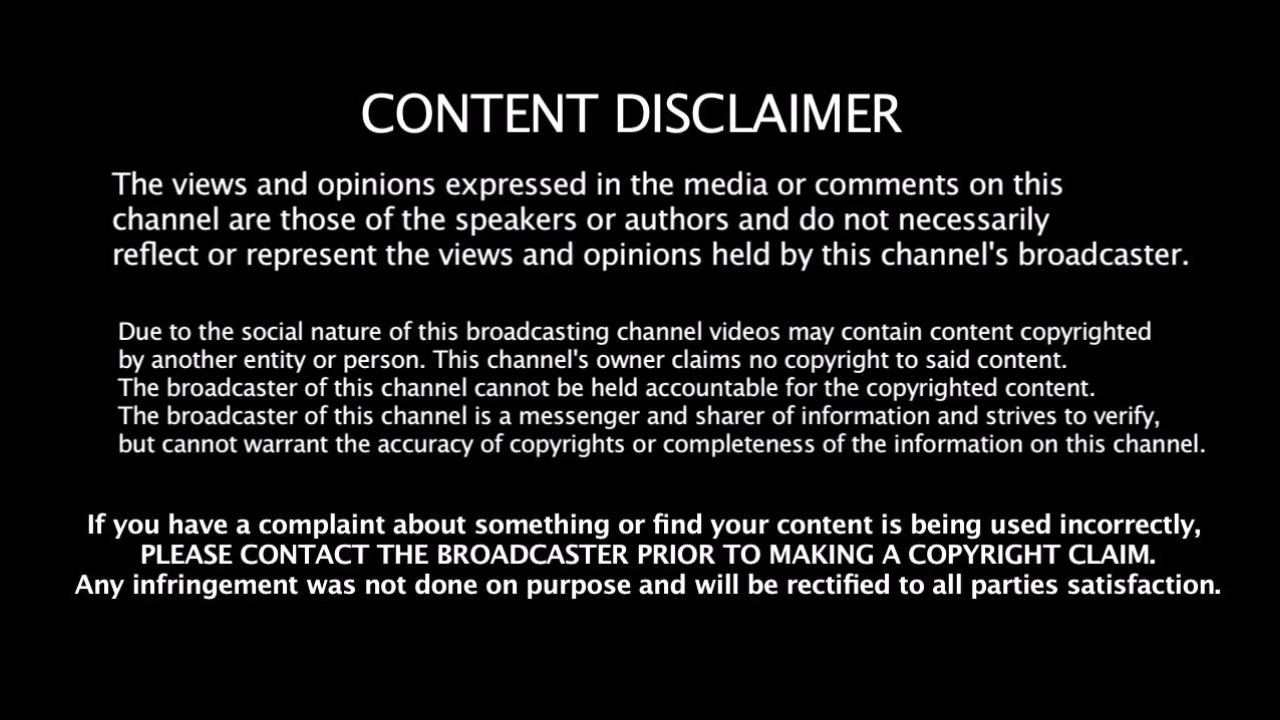 CONTENT DISCLAIMER
The views and opinions expressed in the media or comments on this
channel are those of the speakers or authors and do not necessarily
reflect or represent the views and opinions held by this channel's broadcaster.
Due to the social nature of this broadcasting channel videos may contain content copyrighted
by another entity or person. This channel's owner claims no copyright to said content.
The broadcaster of this channel cannot be held accountable for the copyrighted content.
The broadcaster of this channel is a messenger and sharer of information and strives to verify,
but cannot warrant the accuracy of copyrights or completeness of the information on this channel.
If you have a complaint about something or find your content is being used incorrectly,
PLEASE CONTACT THE BROADCASTER PRIOR TO MAKING A COPYRIGHT CLAIM.
Any infringement was not done on purpose and will be rectified to all parties satisfaction.